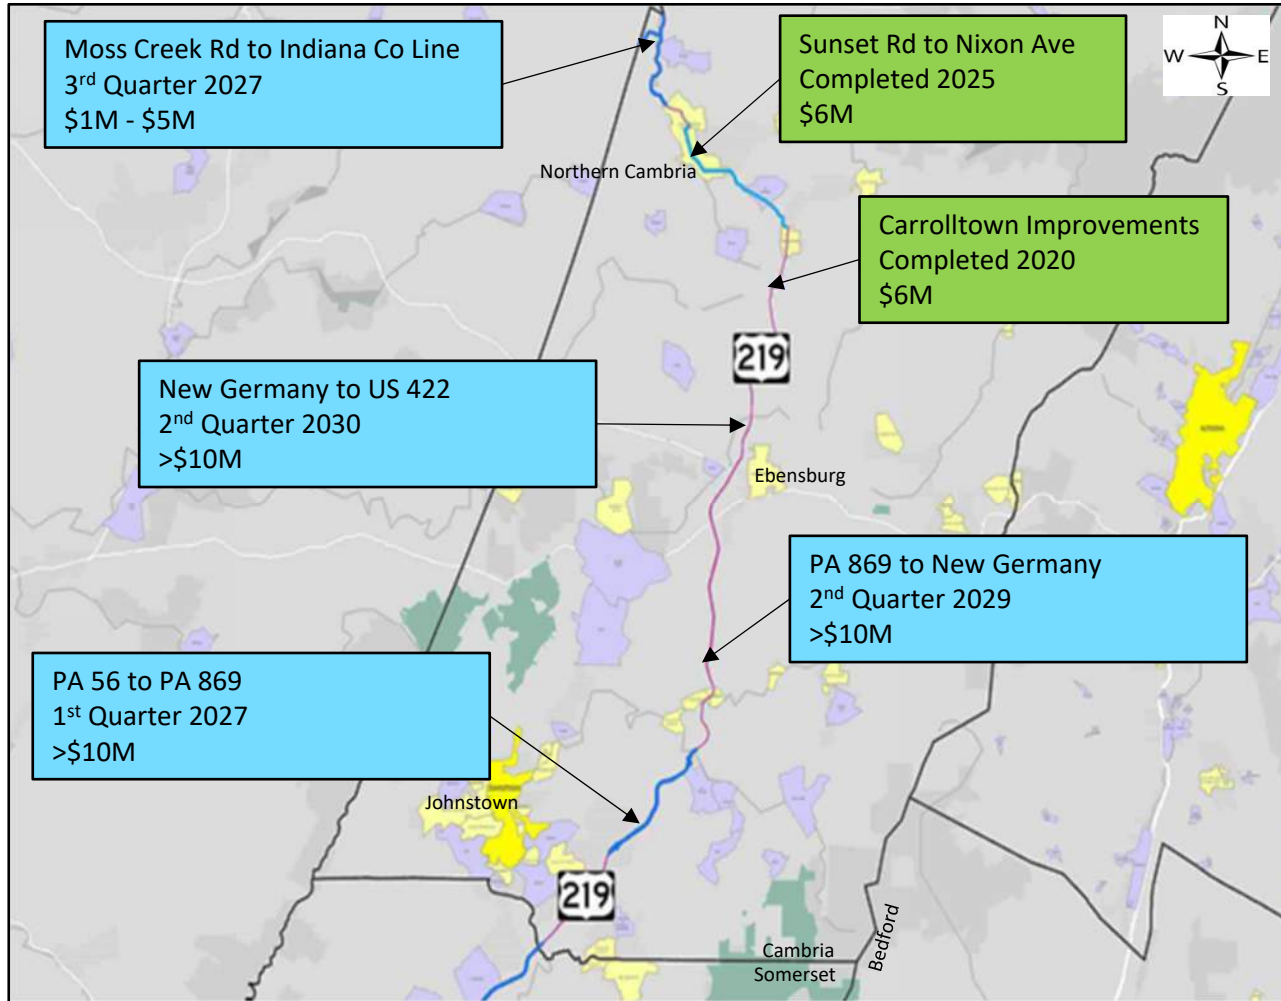 Moss Creek Rd to Indiana Co Line
3rd Quarter 2027
$1M - $5M
Sunset Rd to Nixon Ave
Completed 2025
$6M
N
W E
S
Northern Cambria
Carrolltown Improvements
Completed 2020
$6M
219
New Germany to US 422
2nd Quarter 2030
>$10M
Ebensburg
PA 869 to New Germany
2nd Quarter 2029
>$10M
PA 56 to PA 869
1st Quarter 2027
>$10M
Johnstown
219
Cambria
Somerset
Bedford